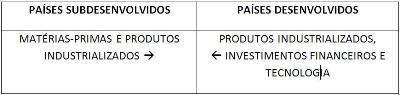 PAÍSES SUBDESENVOLVIDOS
PAÍSES DESENVOLVIDOS
MATÉRIAS-PRIMAS E PRODUTOS
INDUSTRIALIZADOS →
PRODUTOS INDUSTRIALIZADOS,
← INVESTIMENTOS FINANCEIROS E
TECNOLOGIA